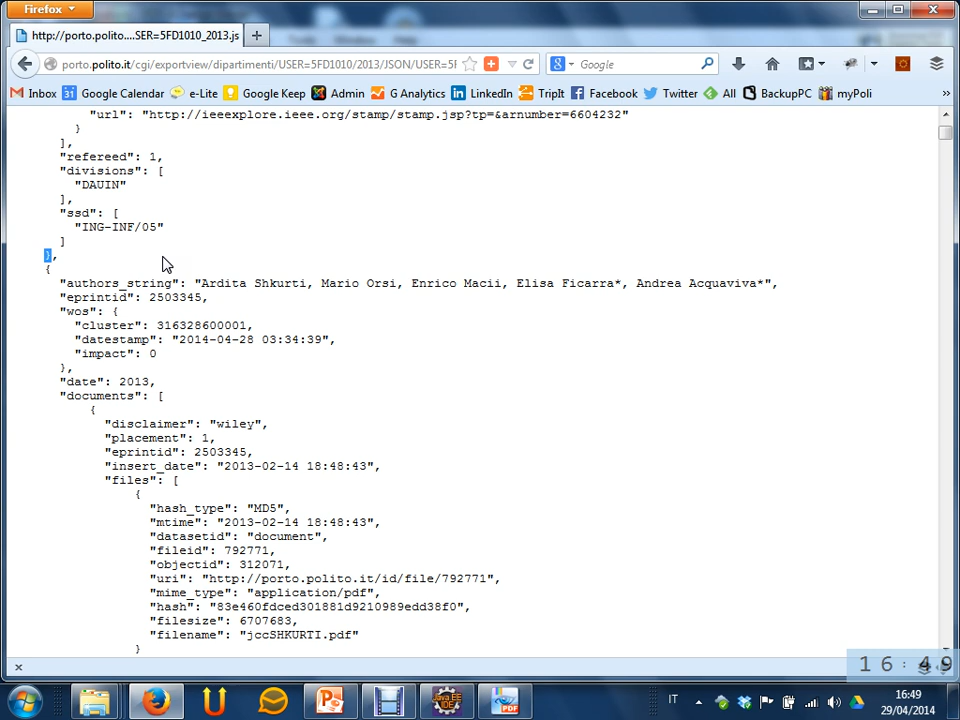 Firefox
http://porto.polito....SER=5FD1010_2013.js
porto.polito.it/cgi/exportview/dipartimenti/USER=5FD1010/2013/JSON/USER=5F
Google
Inbox Google Calendar e-Lite Google Keep Admin G Analytics LinkedIn TripIt Facebook Twitter All BackupPC myPoli »
"url": "http://ieeexplore.ieee.org/stamp/stamp.jsp?tp=&arnumber=6604232"
}
],
"refereed": 1,
"divisions": [
"DAUIN"
],
"ssd": [
"ING-INF/05"
]
},
{
"authors_string": "Ardita Shkurti, Mario Orsi, Enrico Macii, Elisa Ficarra*, Andrea Acquaviva*",
"eprintid": 2503345,
"wos": {
"cluster": 316328600001,
"datestamp": "2014-04-28 03:34:39",
"impact": 0
},
"date": 2013,
"documents": [
{
"disclaimer": "wiley",
"placement": 1,
"eprintid": 2503345,
"insert_date": "2013-02-14 18:48:43",
"files": [
{
"hash_type": "MD5",
"mtime": "2013-02-14 18:48:43",
"datasetid": "document",
"fileid": 792771,
"objectid": 312071,
"uri": "http://porto.polito.it/id/file/792771",
"mime_type": "application/pdf",
"hash": "83e460fdced301881d9210989edd38f0",
"filesize": 6707683,
"filename": "jccSHKURTI.pdf"
}
16:49
IT
16:49
29/04/2014